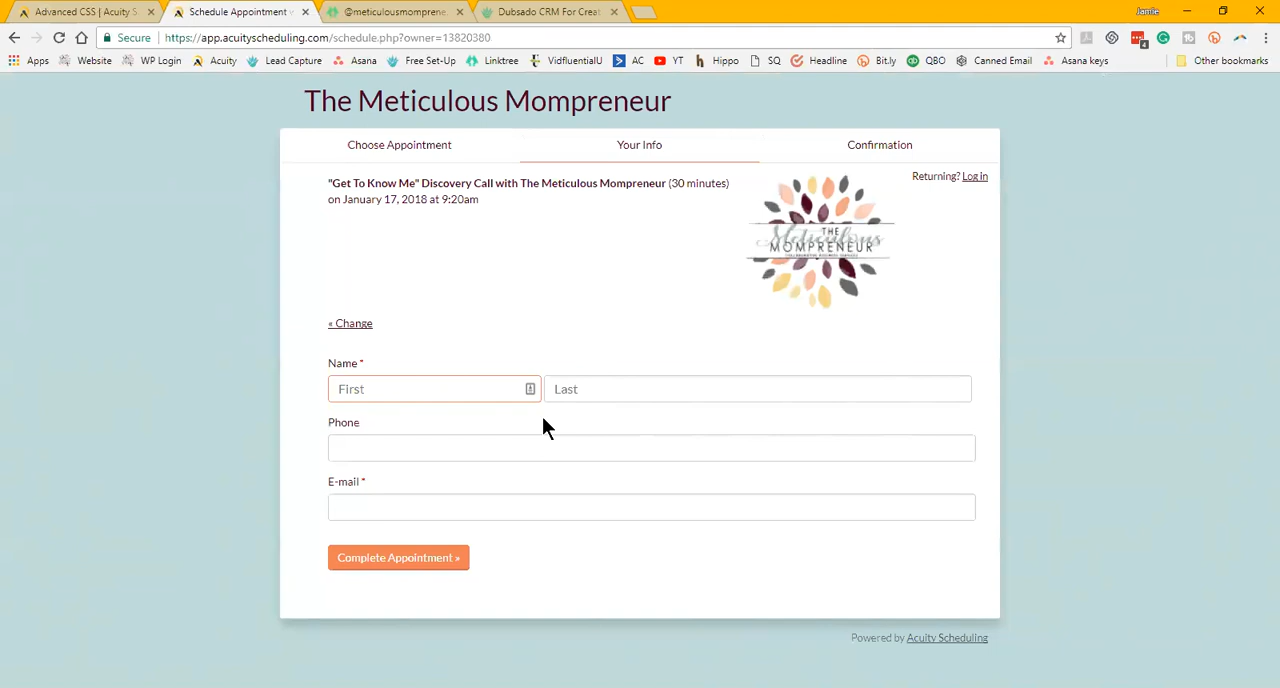 Advanced CSS | Acuity S
Schedule Appointment w
@meticulousmomprene
Dubsado CRM For Creat
Jamie
Secure
https://app.acuityscheduling.com/schedule.php?owner=13820380
4
Apps
Website
WP Login
Acuity
Lead Capture
Asana
Free Set-Up
Linktree
VidfluentialU
AC
YT
Hippo
SQ
Headline
Bit.ly
QBO
Canned Email
Asana keys
Other bookmarks
The Meticulous Mompreneur
Choose Appointment
Your Info
Confirmation
"Get To Know Me" Discovery Call with The Meticulous Mompreneur (30 minutes)
on January 17, 2018 at 9:20am
Returning? Log in
THE
Meticulous
MOMPRENEUR
« Change
Name *
First
Last
Phone
E-mail *
Complete Appointment »
Powered by Acuity Scheduling